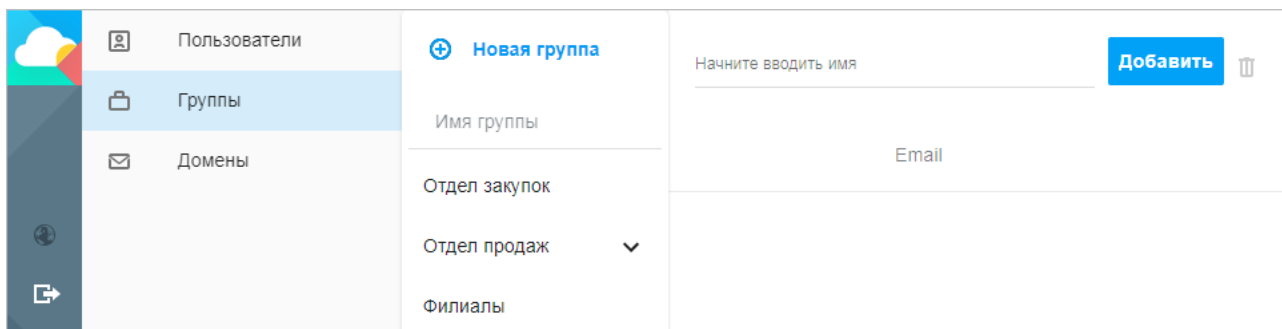 Пользователи
Группы
Домены
Новая группа
Имя группы
Отдел закупок
Отдел продаж
Филиалы
Начните вводить имя
Добавить
Email